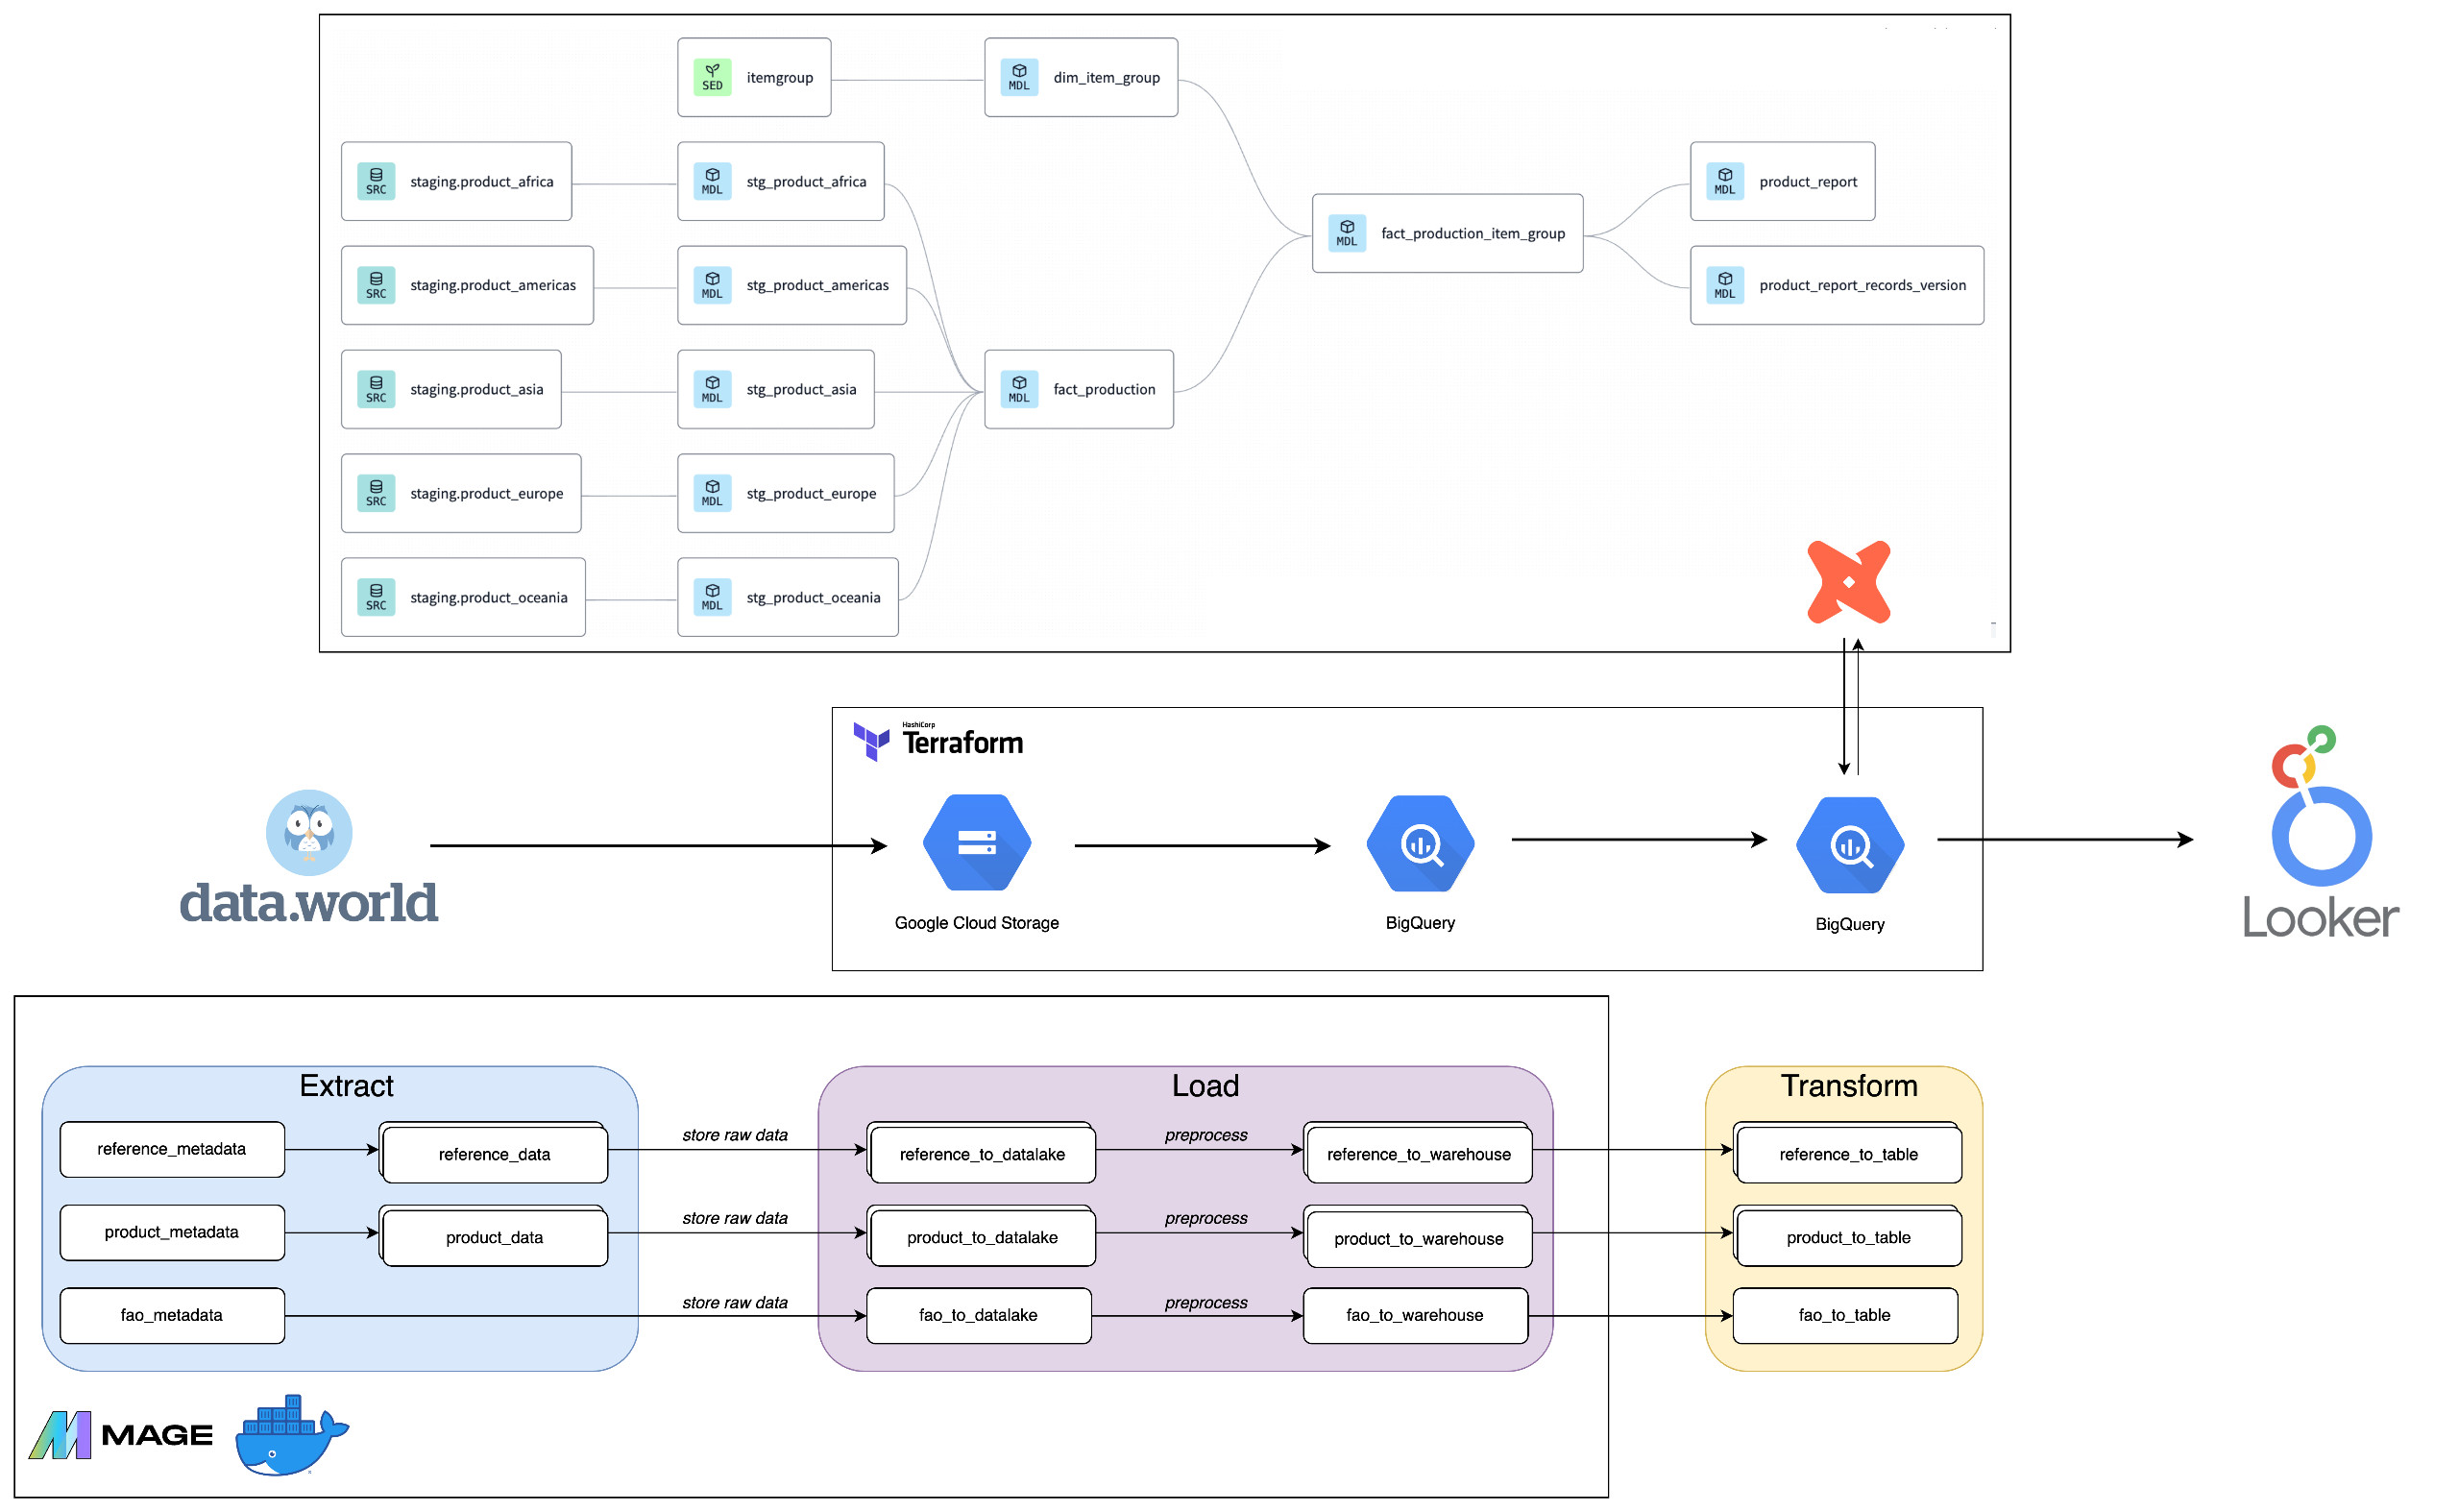 SED
itemgroup
MDL
dim_item_group
SRC
staging.product_africa
MDL
stg_product_africa
MDL
product_report
MDL
fact_production_item_group
SRC
staging.product_americas
MDL
stg_product_americas
MDL
product_report_records_version
SRC
staging.product_asia
MDL
stg_product_asia
MDL
fact_production
SRC
staging.product_europe
MDL
stg_product_europe
SRC
staging.product_oceania
MDL
stg_product_oceania
HashiCorp
Terraform
data.world
Google Cloud Storage
BigQuery
BigQuery
Looker
Extract
Load
Transform
reference_metadata
reference_data
store raw data
reference_to_datalake
preprocess
reference_to_warehouse
reference_to_table
product_metadata
product_data
store raw data
product_to_datalake
preprocess
product_to_warehouse
product_to_table
fao_metadata
store raw data
fao_to_datalake
preprocess
fao_to_warehouse
fao_to_table
MAGE